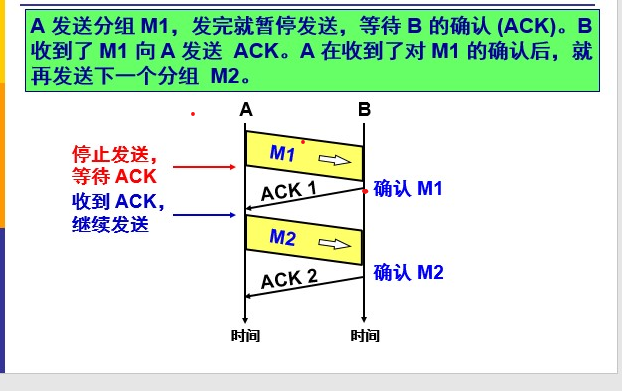 A 发送分组 M1，发完就暂停发送，等待 B 的确认 (ACK)。B
收到了 M1 向 A 发送 ACK。A 在收到了对 M1 的确认后，就
再发送下一个分组 M2。
A
B
M1
停止发送，
等待 ACK
ACK 1
确认 M1
收到 ACK，
继续发送
M2
ACK 2
确认 M2
时间
时间